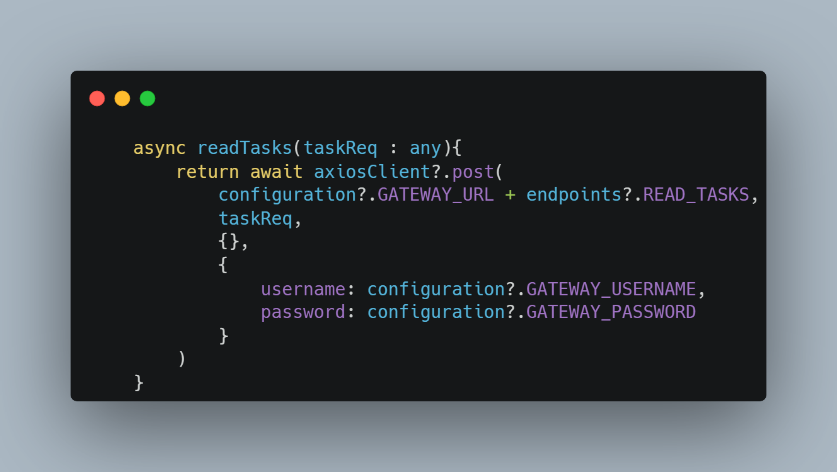 async readTasks(taskReq : any){
return await axiosClient?.post(
configuration?.GATEWAY_URL + endpoints?.READ_TASKS,
taskReq,
{},
{
username: configuration?.GATEWAY_USERNAME,
password: configuration?.GATEWAY_PASSWORD
}
)
}